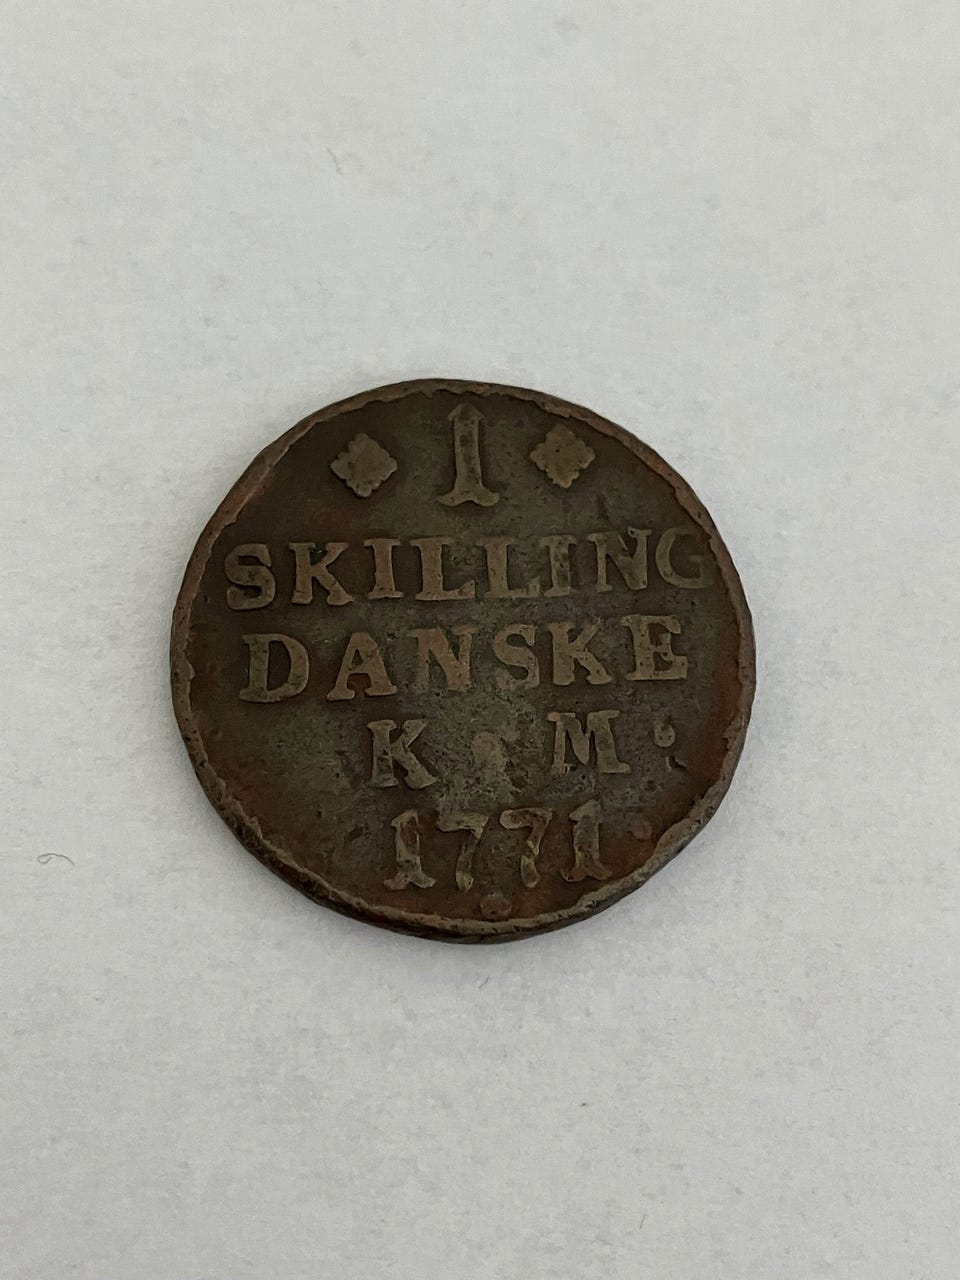 1
SKILLING
DANSKE
K. M.
1771.